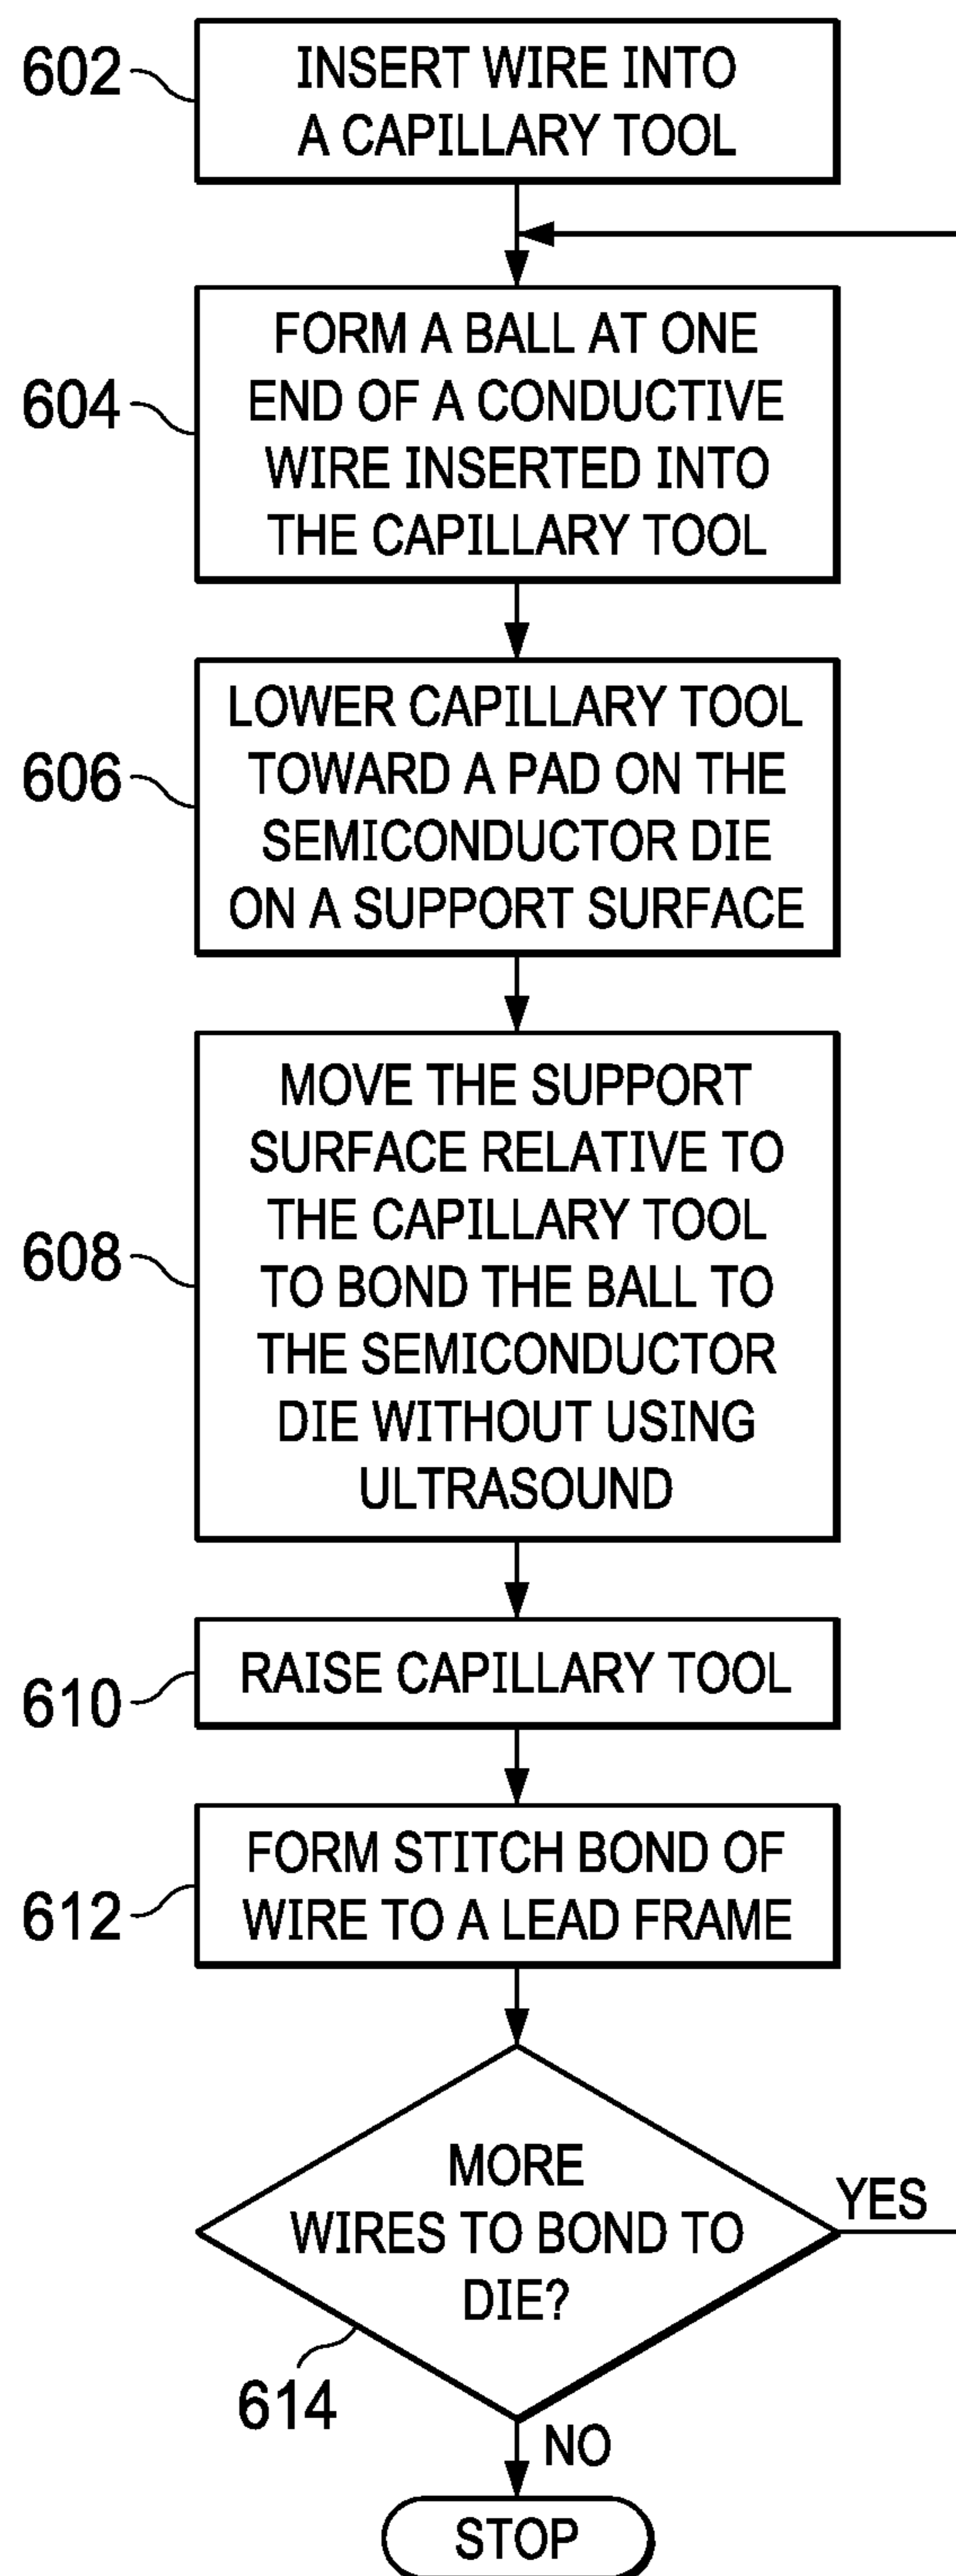 602
INSERT WIRE INTO
A CAPILLARY TOOL
604
FORM A BALL AT ONE
END OF A CONDUCTIVE
WIRE INSERTED INTO
THE CAPILLARY TOOL
606
LOWER CAPILLARY TOOL
TOWARD A PAD ON THE
SEMICONDUCTOR DIE
ON A SUPPORT SURFACE
608
MOVE THE SUPPORT
SURFACE RELATIVE TO
THE CAPILLARY TOOL
TO BOND THE BALL TO
THE SEMICONDUCTOR
DIE WITHOUT USING
ULTRASOUND
610
RAISE CAPILLARY TOOL
612
FORM STITCH BOND OF
WIRE TO A LEAD FRAME
MORE
WIRES TO BOND TO
DIE?
YES
614
NO
STOP